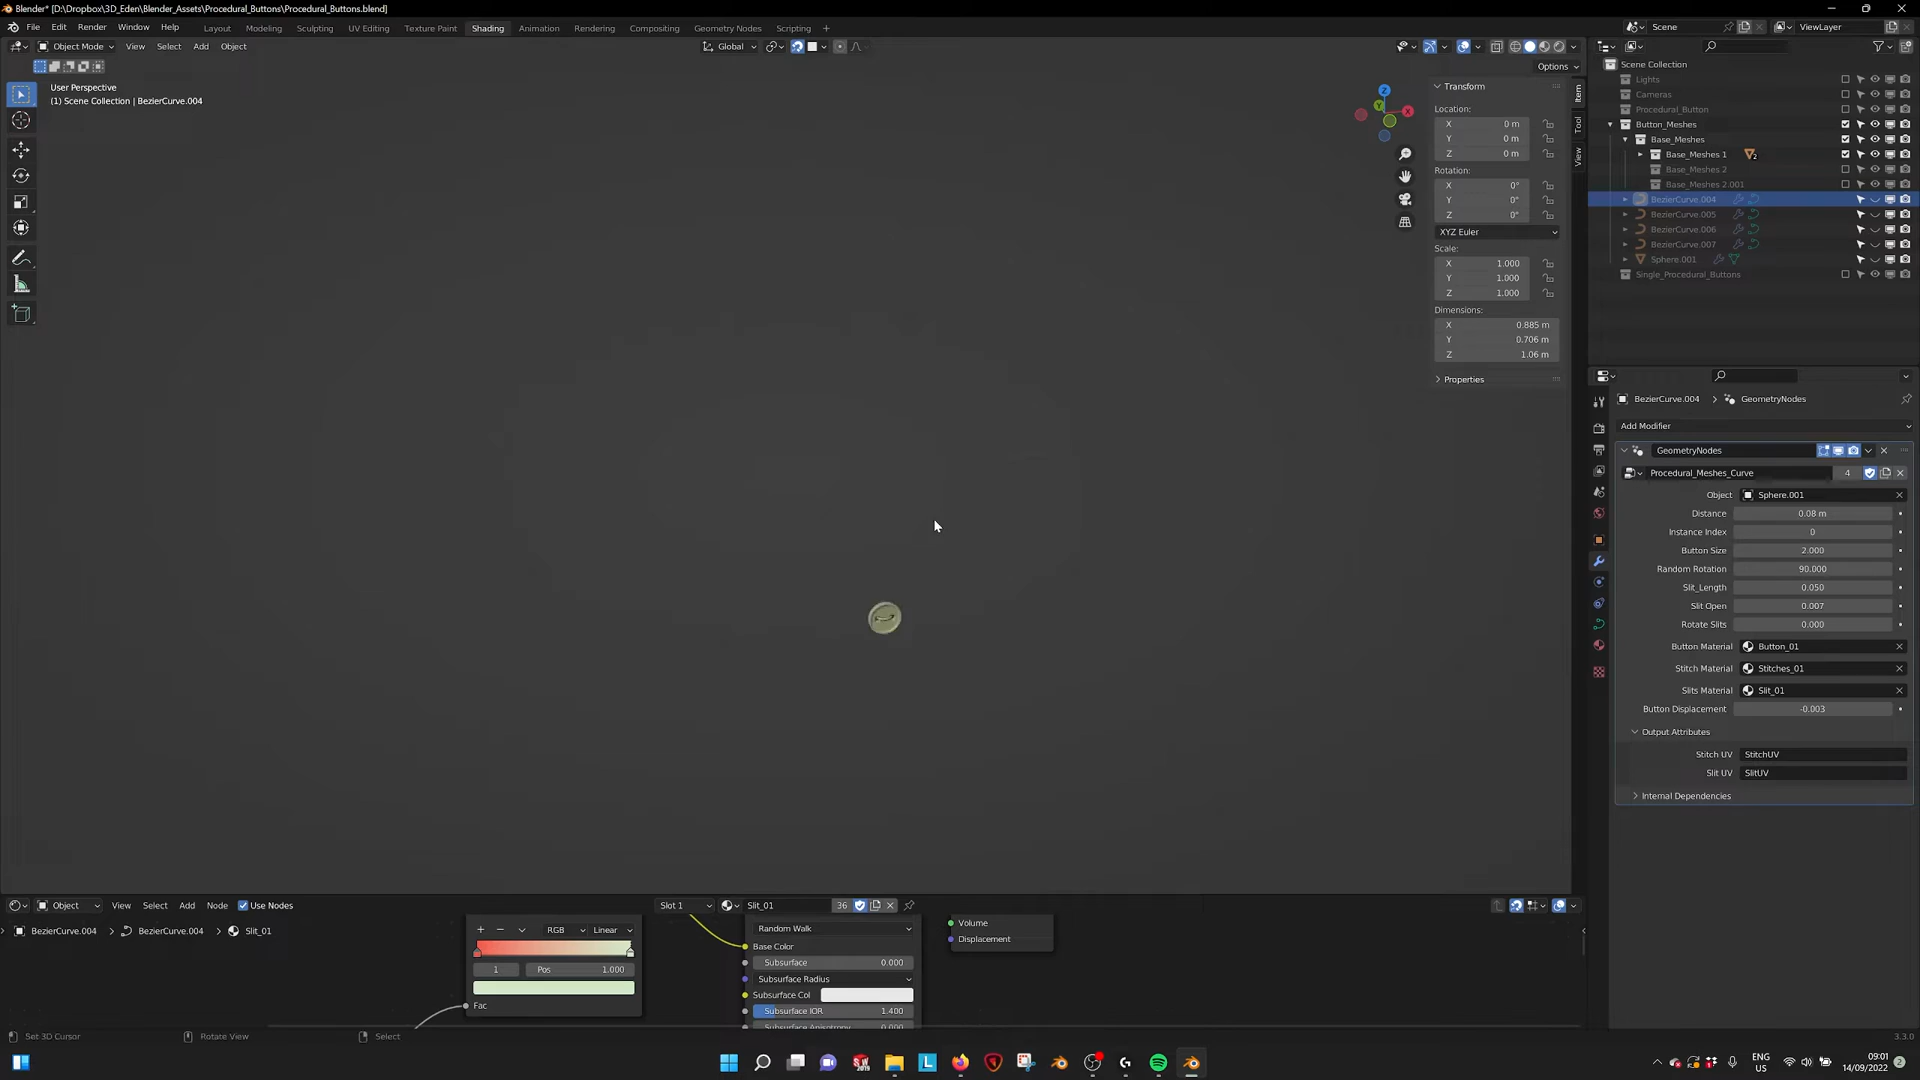 Blender* [D:\Dropbox\3D_Eden\Blender_Assets\Procedural_Buttons\Procedural_Buttons.blend]
File Edit Render Window Help Layout Modeling Sculpting UV Editing Texture Paint Shading Animation Rendering Compositing Geometry Nodes Scripting + Scene ViewLayer
Object Mode View Select Add Object Global
Options
User Perspective
(1) Scene Collection | BezierCurve.004
Transform
Location:
X 0 m
Y 0 m
Z 0 m
Rotation:
X 0°
Y 0°
Z 0°
XYZ Euler
Scale:
X 1.000
Y 1.000
Z 1.000
Dimensions:
X 0.885 m
Y 0.706 m
Z 1.06 m
Properties
Item
Tool
View
Z
X
Y
Scene Collection
Lights
Cameras
Procedural_Button
Button_Meshes
Base_Meshes
Base_Meshes 1 2
Base_Meshes 2
Base_Meshes 2.001
BezierCurve.004
BezierCurve.005
BezierCurve.006
BezierCurve.007
Sphere.001
Single_Procedural_Buttons
BezierCurve.004 > GeometryNodes
Add Modifier
GeometryNodes
Procedural_Meshes_Curve 4
Object Sphere.001
Distance 0.08 m
Instance Index 0
Button Size 2.000
Random Rotation 90.000
Slit_Length 0.050
Slit Open 0.007
Rotate Slits 0.000
Button Material Button_01
Stitch Material Stitches_01
Slits Material Slit_01
Button Displacement -0.003
Output Attributes
Stitch UV StitchUV
Slit UV SlitUV
Internal Dependencies
Object View Select Add Node Use Nodes Slot 1 Slit_01 36
BezierCurve.004 > BezierCurve.004 > Slit_01
+ − RGB Linear
1 Pos 1.000
Fac
Random Walk
Base Color
Subsurface 0.000
Subsurface Radius
Subsurface Col
Subsurface IOR 1.400
Subsurface Anisotropy 0.000
Volume
Displacement
Set 3D Cursor Rotate View Select 3.3.0
ENG
US
09:01
14/09/2022
2